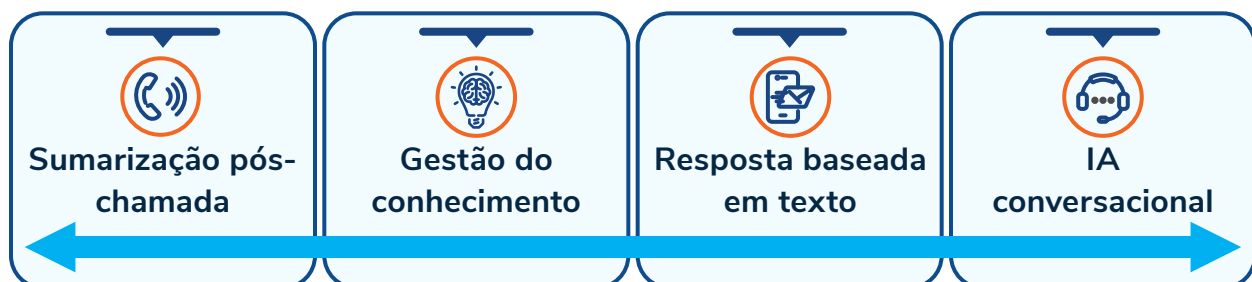 Sumarização pós-
chamada
Gestão do
conhecimento
Resposta baseada
em texto
IA
conversacional